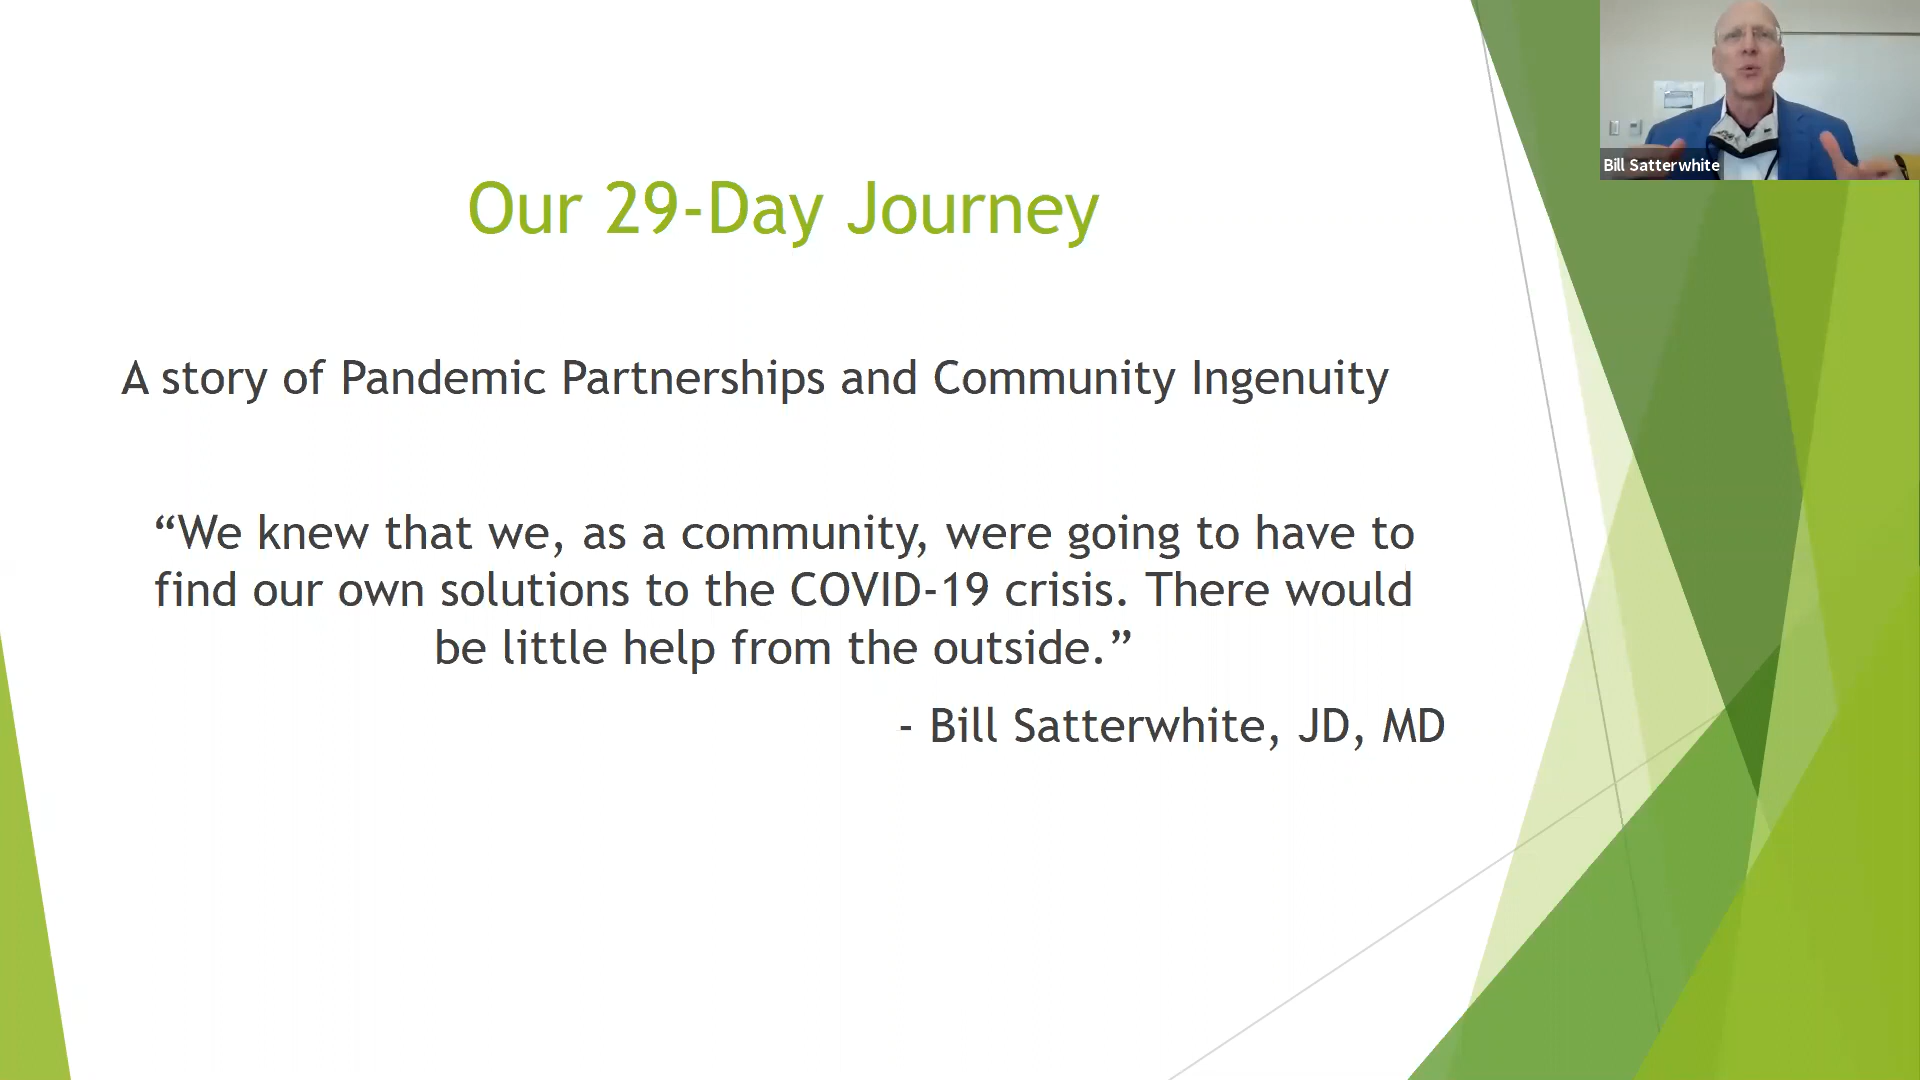 Our 29-Day Journey
A story of Pandemic Partnerships and Community Ingenuity
“We knew that we, as a community, were going to have to
find our own solutions to the COVID-19 crisis. There would
be little help from the outside.”
- Bill Satterwhite, JD, MD
Bill Satterwhite